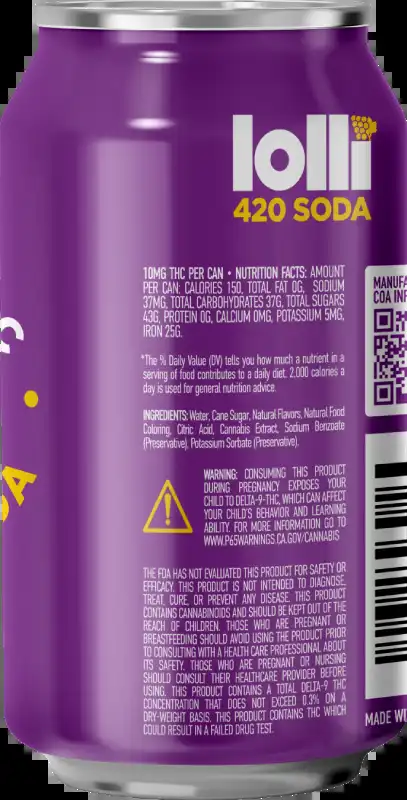 lolli
420 SODA
10MG THC PER CAN • NUTRITION FACTS: AMOUNT
PER CAN: CALORIES 150, TOTAL FAT 0G, SODIUM
37MG, TOTAL CARBOHYDRATES 37G, TOTAL SUGARS
43G, PROTEIN 0G, CALCIUM 0MG, POTASSIUM 5MG,
IRON 25G.
*The % Daily Value (DV) tells you how much a nutrient in a
serving of food contributes to a daily diet. 2,000 calories a
day is used for general nutrition advice.
INGREDIENTS: Water, Cane Sugar, Natural Flavors, Natural Food
Coloring, Citric Acid, Cannabis Extract, Sodium Benzoate
(Preservative), Potassium Sorbate (Preservative).
WARNING: CONSUMING THIS PRODUCT
DURING PREGNANCY EXPOSES YOUR
CHILD TO DELTA-9-THC, WHICH CAN AFFECT
YOUR CHILD'S BEHAVIOR AND LEARNING
ABILITY. FOR MORE INFORMATION GO TO
WWW.P65WARNINGS.CA.GOV/CANNABIS
THE FDA HAS NOT EVALUATED THIS PRODUCT FOR SAFETY OR
EFFICACY. THIS PRODUCT IS NOT INTENDED TO DIAGNOSE,
TREAT, CURE, OR PREVENT ANY DISEASE. THIS PRODUCT
CONTAINS CANNABINOIDS AND SHOULD BE KEPT OUT OF THE
REACH OF CHILDREN. THOSE WHO ARE PREGNANT OR
BREASTFEEDING SHOULD AVOID USING THE PRODUCT PRIOR
TO CONSULTING WITH A HEALTH CARE PROFESSIONAL ABOUT
ITS SAFETY. THOSE WHO ARE PREGNANT OR NURSING
SHOULD CONSULT THEIR HEALTHCARE PROVIDER BEFORE
USING. THIS PRODUCT CONTAINS A TOTAL DELTA-9 THC
CONCENTRATION THAT DOES NOT EXCEED 0.3% ON A
DRY-WEIGHT BASIS. THIS PRODUCT CONTAINS THC WHICH
COULD RESULT IN A FAILED DRUG TEST.
MANUFA
COA INF
MADE WI